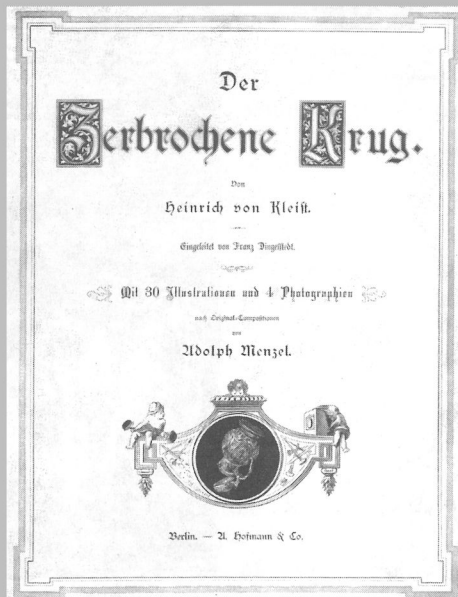 Der
Zerbrochene Krug.
Von
Heinrich von Kleist.
Eingeleitet von Franz Dingelstedt.
Mit 30 Illustrationen und 4 Photographien
nach Original-Compositionen
von
Adolph Menzel.
Berlin. — A. Hofmann & Co.